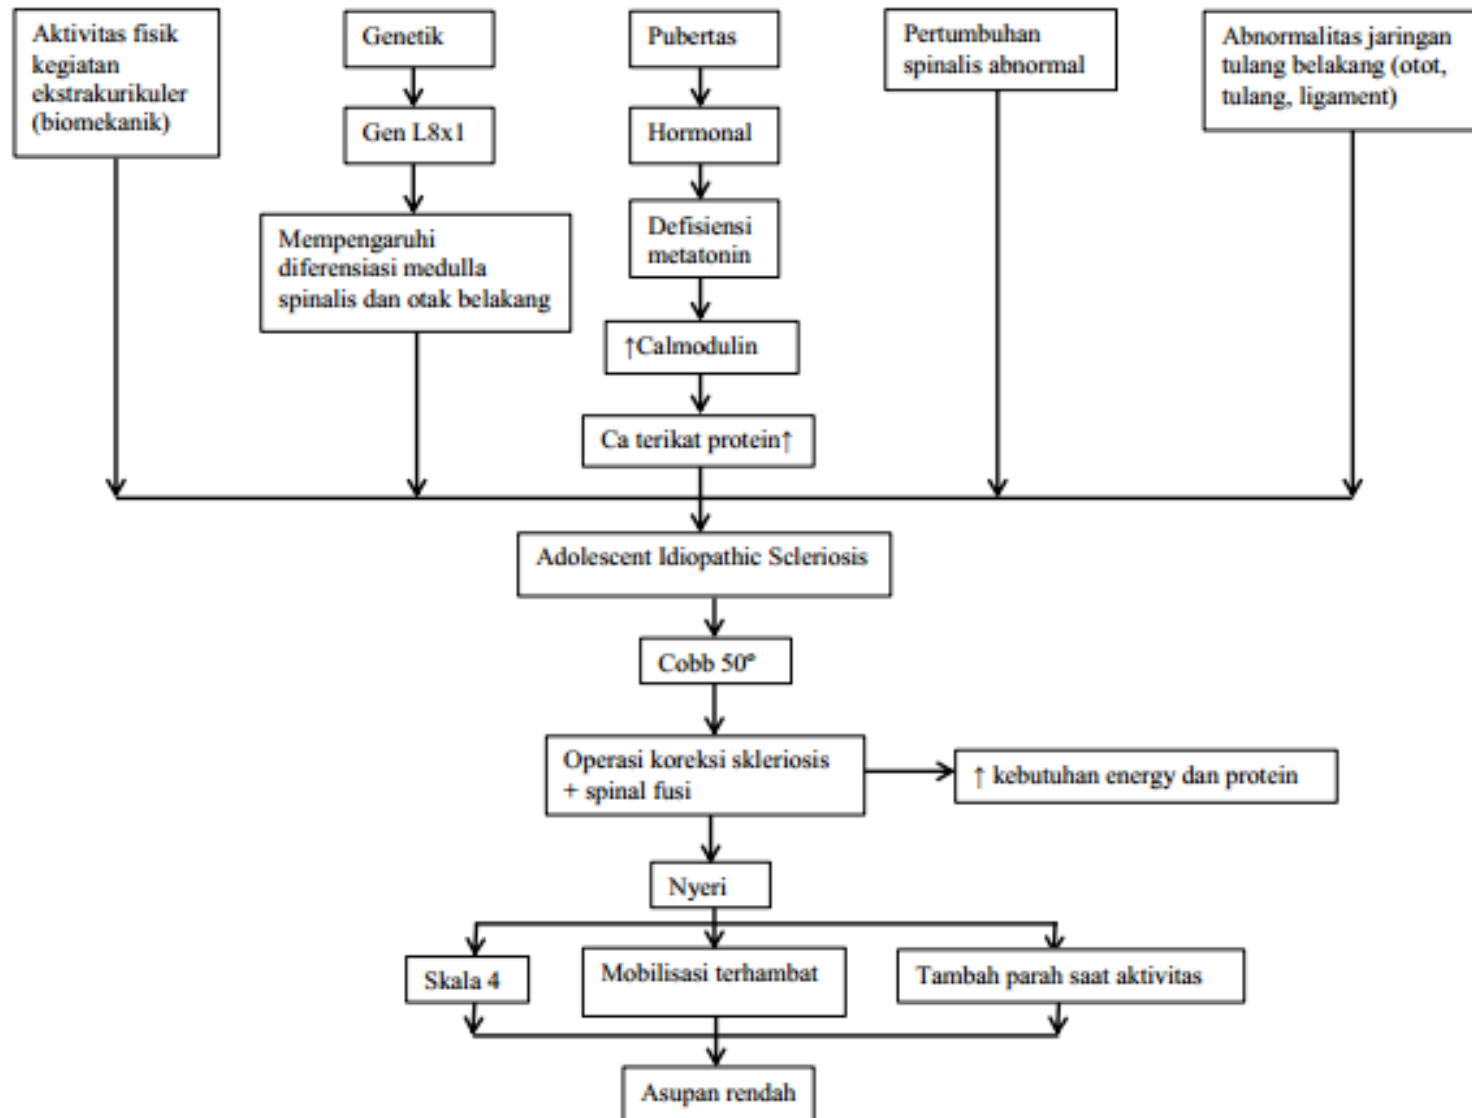 Aktivitas fisik
kegiatan
ekstrakurikuler
(biomekanik)
Genetik
Gen L8x1
Mempengaruhi
diferensiasi medulla
spinalis dan otak belakang
Pubertas
Hormonal
Defisiensi
metatonin
↑Calmodulin
Ca terikat protein↑
Pertumbuhan
spinalis abnormal
Abnormalitas jaringan
tulang belakang (otot,
tulang, ligament)
Adolescent Idiopathic Scleriosis
Cobb 50°
Operasi koreksi skleriosis
+ spinal fusi
↑ kebutuhan energy dan protein
Nyeri
Skala 4
Mobilisasi terhambat
Tambah parah saat aktivitas
Asupan rendah